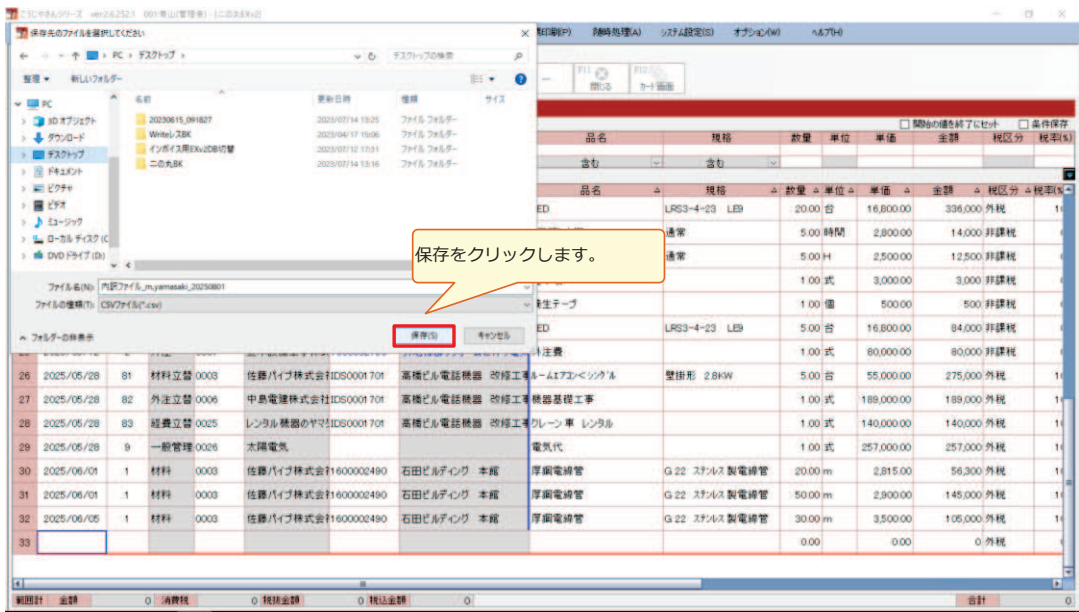 こうじやさんシリーズ ver2.6.252.1 001:青山(管理者) - [二の丸EXv2]
保存先のファイルを選択してください
PC › デスクトップ ›
デスクトップの検索
整理 ▼ 新しいフォルダー
PC
3D オブジェクト
ダウンロード
デスクトップ
ドキュメント
ピクチャ
ビデオ
ミュージック
ローカル ディスク (C
DVD ドライブ (D:)
名前 更新日時 種類 サイズ
20230615_091827 2023/07/14 13:25 ファイル フォルダー
Writeレス8K 2023/04/17 15:06 ファイル フォルダー
インボイス用EXv2DB切替 2023/07/12 17:31 ファイル フォルダー
二の丸BK 2023/07/14 13:16 ファイル フォルダー
ファイル名(N): 内訳ファイル_m,yamasaki_20250801
ファイルの種類(T): CSVファイル(*.csv)
フォルダーの非表示
保存(S) キャンセル
保存をクリックします。
随時処理(A) システム設定(S) オプション(W) ヘルプ(H)
F11 閉じる
F12 カード画面
開始の値を終了にセット 条件保存
品名 規格 数量 単位 単価 金額 税区分 税率(%)
含む 含む
品名 規格 数量 単位 単価 金額 税区分 税率(%
ED LRS3-4-23 LE9 20.00 台 16,800.00 336,000 外税
通常 5.00 時間 2,800.00 14,000 非課税
通常 5.00 H 2,500.00 12,500 非課税
1.00 式 3,000.00 3,000 非課税
1.00 個 500.00 500 非課税
ED LRS3-4-23 LE9 5.00 台 16,800.00 84,000 非課税
1.00 式 80,000.00 80,000 非課税
26 2025/05/28 81 材料立替 0003 佐藤パイプ株式会社 IDS0001701 高橋ビル電話機器 改修工事 ルームエアコン<シングル 壁掛形 2.8KW 5.00 台 55,000.00 275,000 外税
27 2025/05/28 82 外注立替 0006 中島電建株式会社 IDS0001701 高橋ビル電話機器 改修工事 機器基礎工事 1.00 式 189,000.00 189,000 外税
28 2025/05/28 83 経費立替 0025 レンタル機器のヤマ IDS0001701 高橋ビル電話機器 改修工事 クレーン車 レンタル 1.00 式 140,000.00 140,000 外税
29 2025/05/28 9 一般管理 0026 太陽電気 電気代 1.00 式 257,000.00 257,000 外税
30 2025/06/01 1 材料 0003 佐藤パイプ株式会社 1600002490 石田ビルディング 本館 厚鋼電線管 G 22 ステンレス製電線管 20.00 m 2,815.00 56,300 外税
31 2025/06/01 1 材料 0003 佐藤パイプ株式会社 1600002490 石田ビルディング 本館 厚鋼電線管 G 22 ステンレス製電線管 50.00 m 2,900.00 145,000 外税
32 2025/06/05 1 材料 0003 佐藤パイプ株式会社 1600002490 石田ビルディング 本館 厚鋼電線管 G 22 ステンレス製電線管 30.00 m 3,500.00 105,000 外税
33 0.00 0.00 0 外税
範囲計 金額 0 消費税 0 税抜金額 0 税込金額 0 合計 0